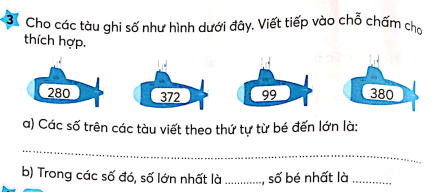 3 Cho các tàu ghi số như hình dưới đây. Viết tiếp vào chỗ chấm cho
thích hợp.
280 372 99 380
a) Các số trên các tàu viết theo thứ tự từ bé đến lớn là:
b) Trong các số đó, số lớn nhất là ..........., số bé nhất là ...........